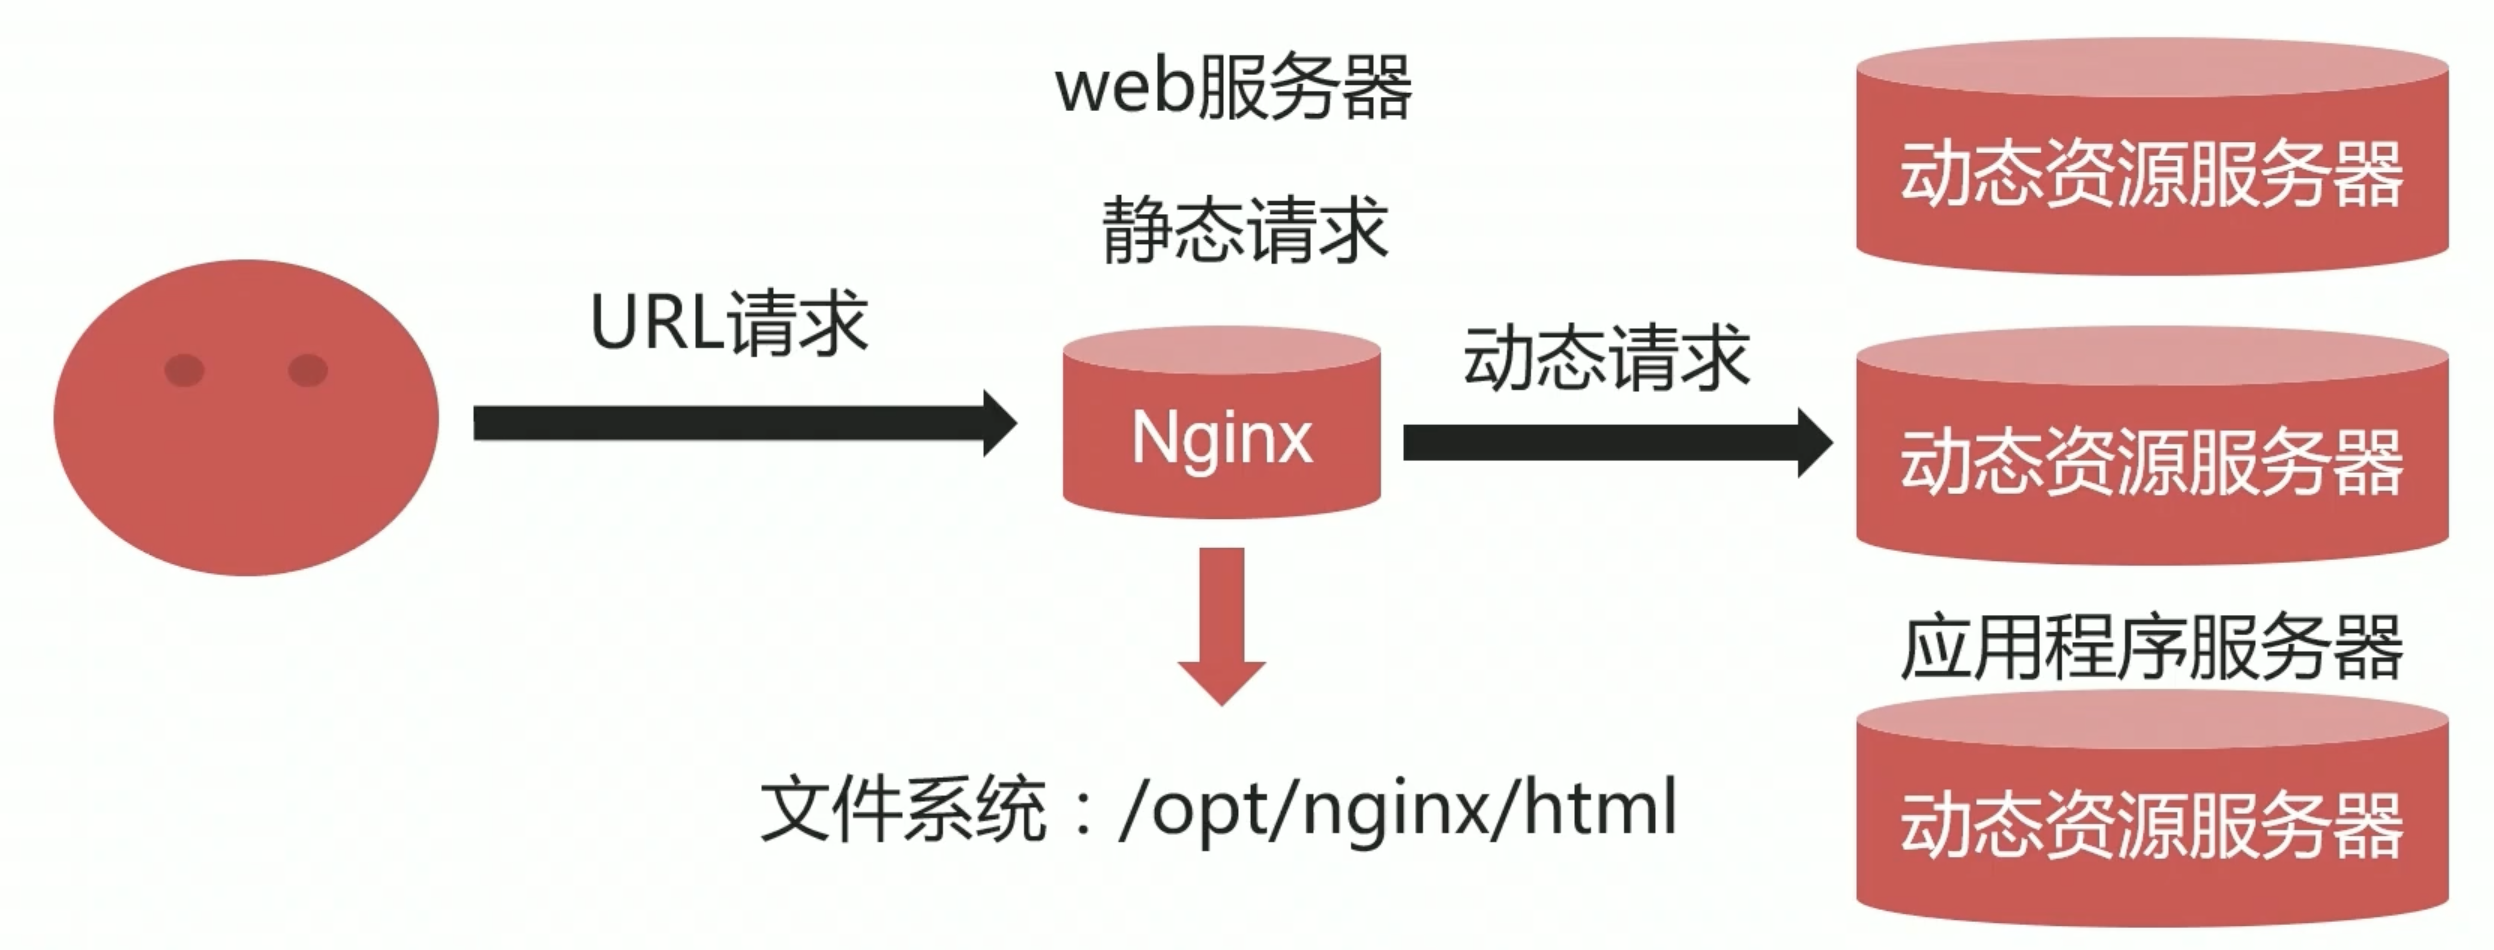 web服务器
静态请求
URL请求
Nginx
动态请求
文件系统：/opt/nginx/html
动态资源服务器
动态资源服务器
应用程序服务器
动态资源服务器